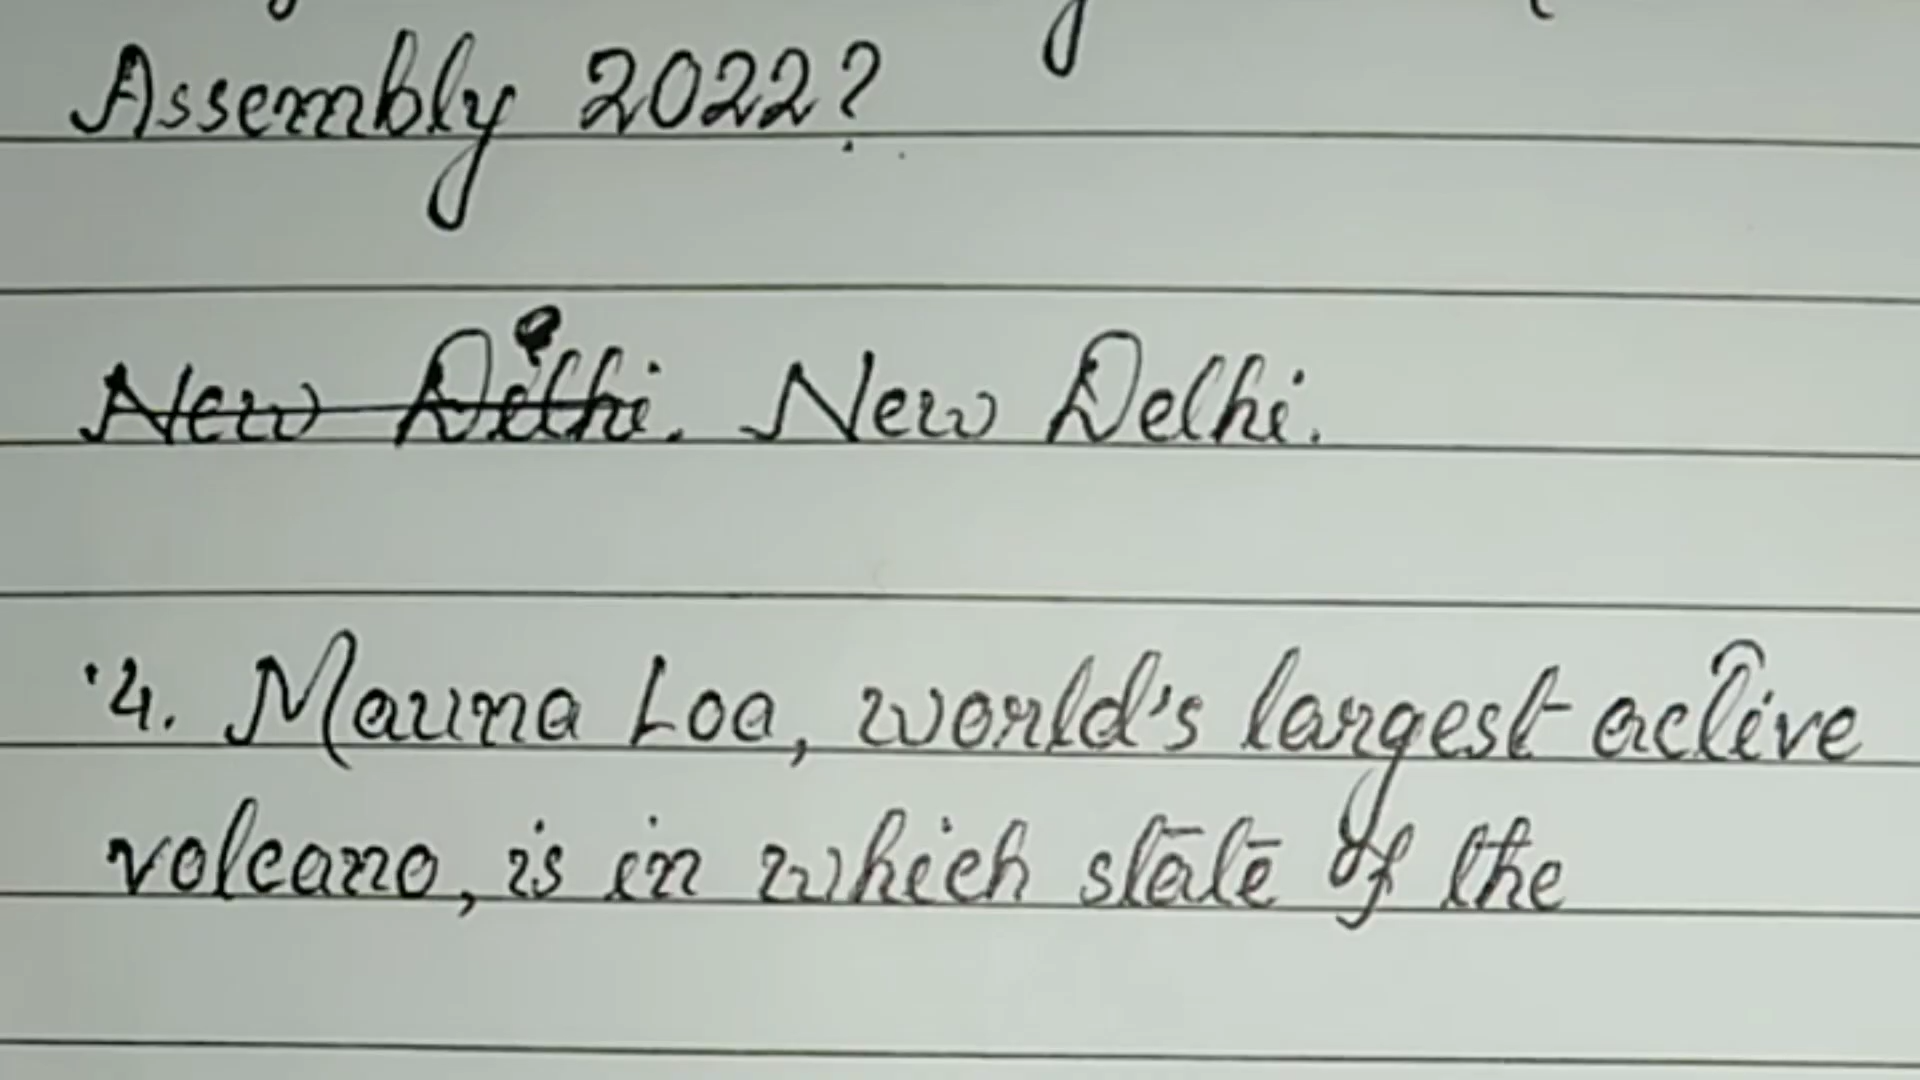 Assembly 2022?
New Delhi. New Delhi.
4. Mauna Loa, world's largest active
volcano, is in which state of the